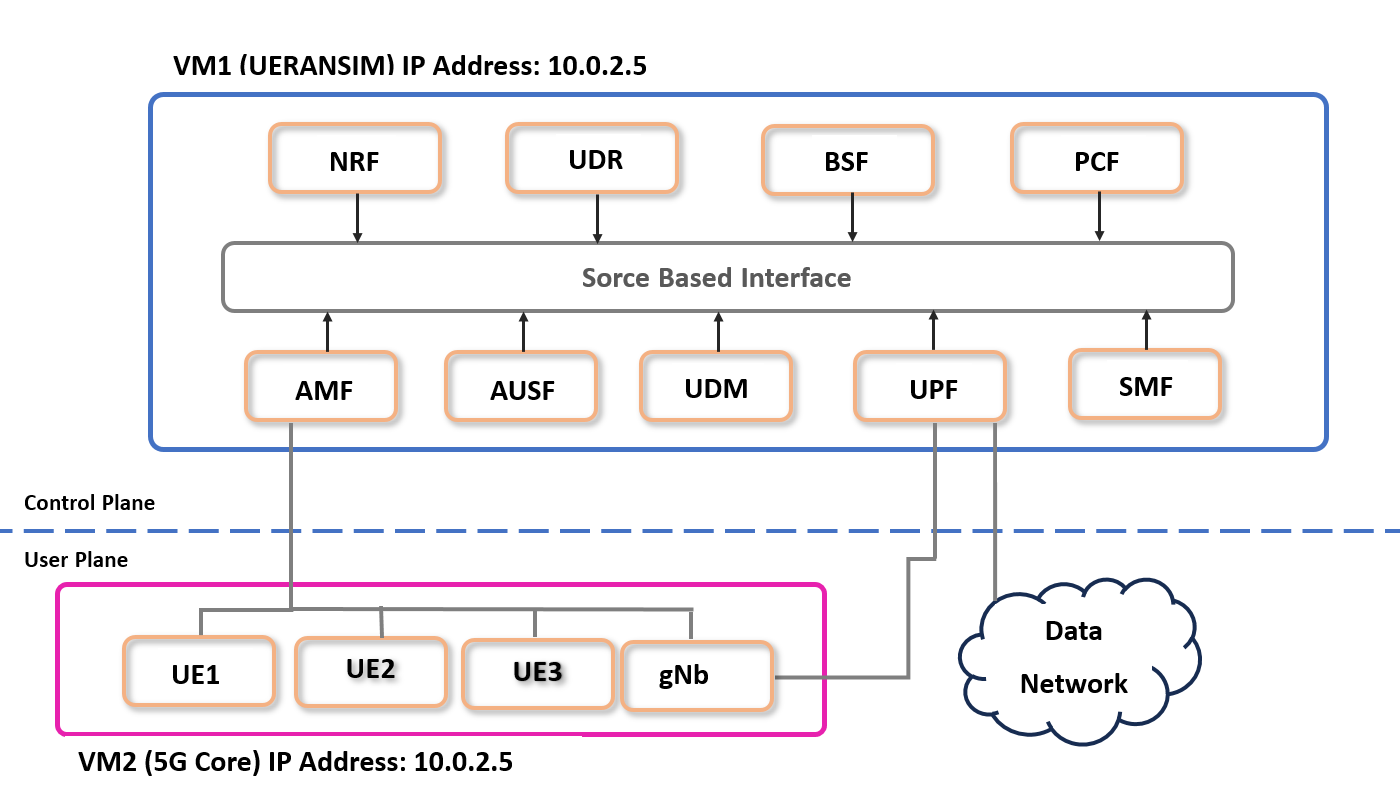 VM1 (UERANSIM) IP Address: 10.0.2.5
NRF
UDR
BSF
PCF
Sorce Based Interface
AMF
AUSF
UDM
UPF
SMF
Control Plane
User Plane
UE1
UE2
UE3
gNb
Data
Network
VM2 (5G Core) IP Address: 10.0.2.5